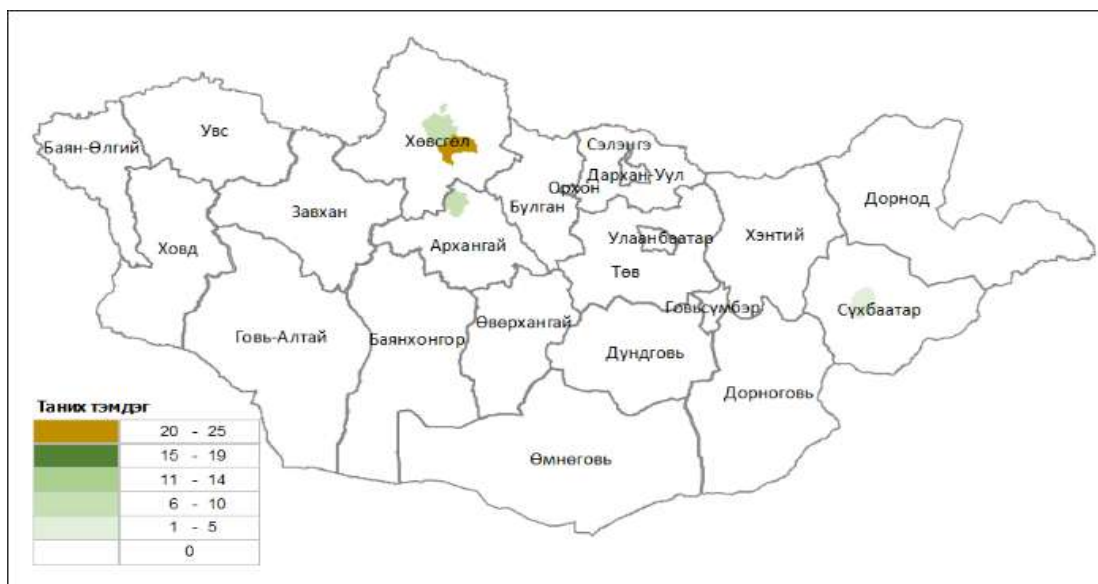 Хөвсгөл
Увс
Баян-Өлгий
Сэлэнгэ
Дархан-Уул
Орхон
Булган
Дорнод
Завхан
Ховд
Архангай
Улаанбаатар
Хэнтий
Төв
Говьсүмбэр
Сүхбаатар
Өвөрхангай
Говь-Алтай
Баянхонгор
Дундговь
Дорноговь
Өмнөговь
Таних тэмдэг
20 - 25
15 - 19
11 - 14
6 - 10
1 - 5
0